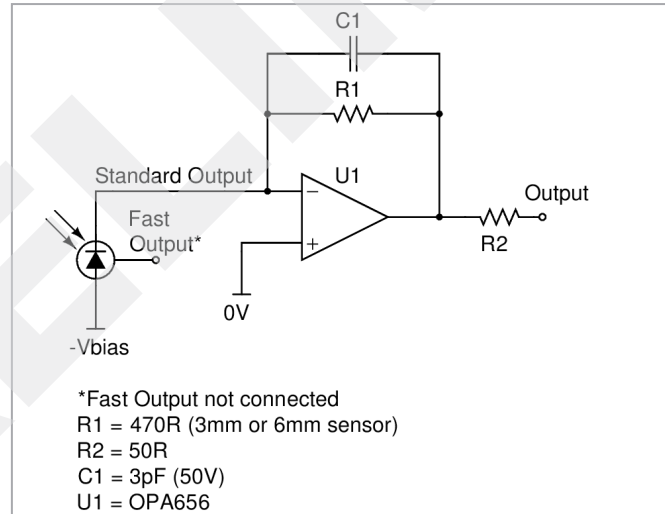 C1
R1
Standard Output
U1
Fast
Output*
−
+
Output
R2
0V
-Vbias
*Fast Output not connected
R1 = 470R (3mm or 6mm sensor)
R2 = 50R
C1 = 3pF (50V)
U1 = OPA656